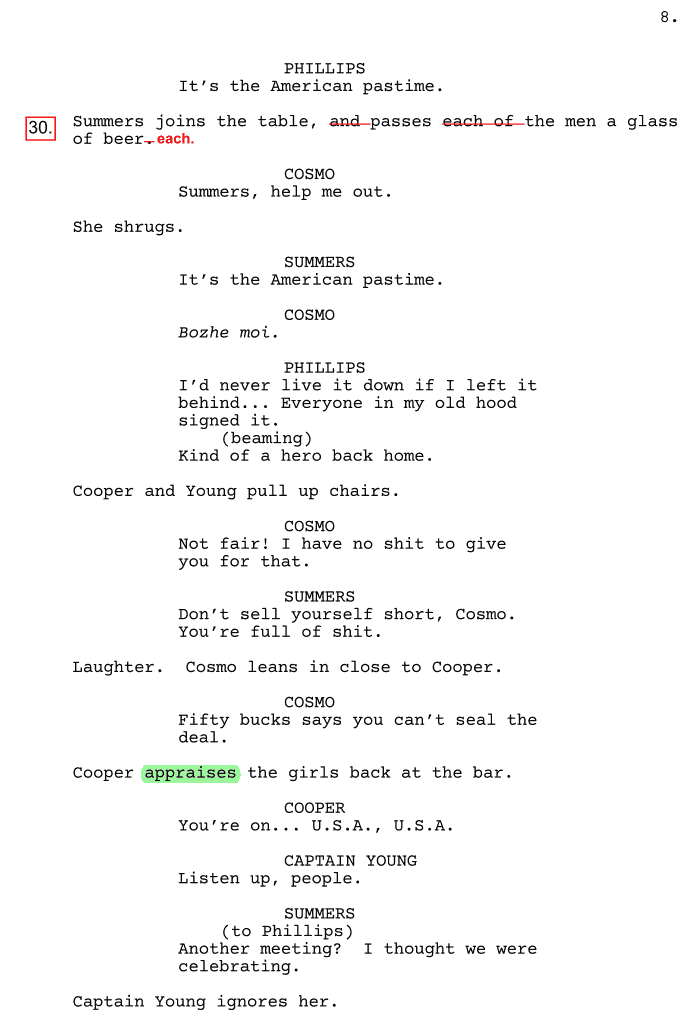 8.
PHILLIPS
It's the American pastime.
30. Summers joins the table, and passes each of the men a glass
of beer. each.
COSMO
Summers, help me out.
She shrugs.
SUMMERS
It's the American pastime.
COSMO
Bozhe moi.
PHILLIPS
I'd never live it down if I left it
behind... Everyone in my old hood
signed it.
(beaming)
Kind of a hero back home.
Cooper and Young pull up chairs.
COSMO
Not fair! I have no shit to give
you for that.
SUMMERS
Don't sell yourself short, Cosmo.
You're full of shit.
Laughter.  Cosmo leans in close to Cooper.
COSMO
Fifty bucks says you can't seal the
deal.
Cooper appraises the girls back at the bar.
COOPER
You're on... U.S.A., U.S.A.
CAPTAIN YOUNG
Listen up, people.
SUMMERS
(to Phillips)
Another meeting?  I thought we were
celebrating.
Captain Young ignores her.